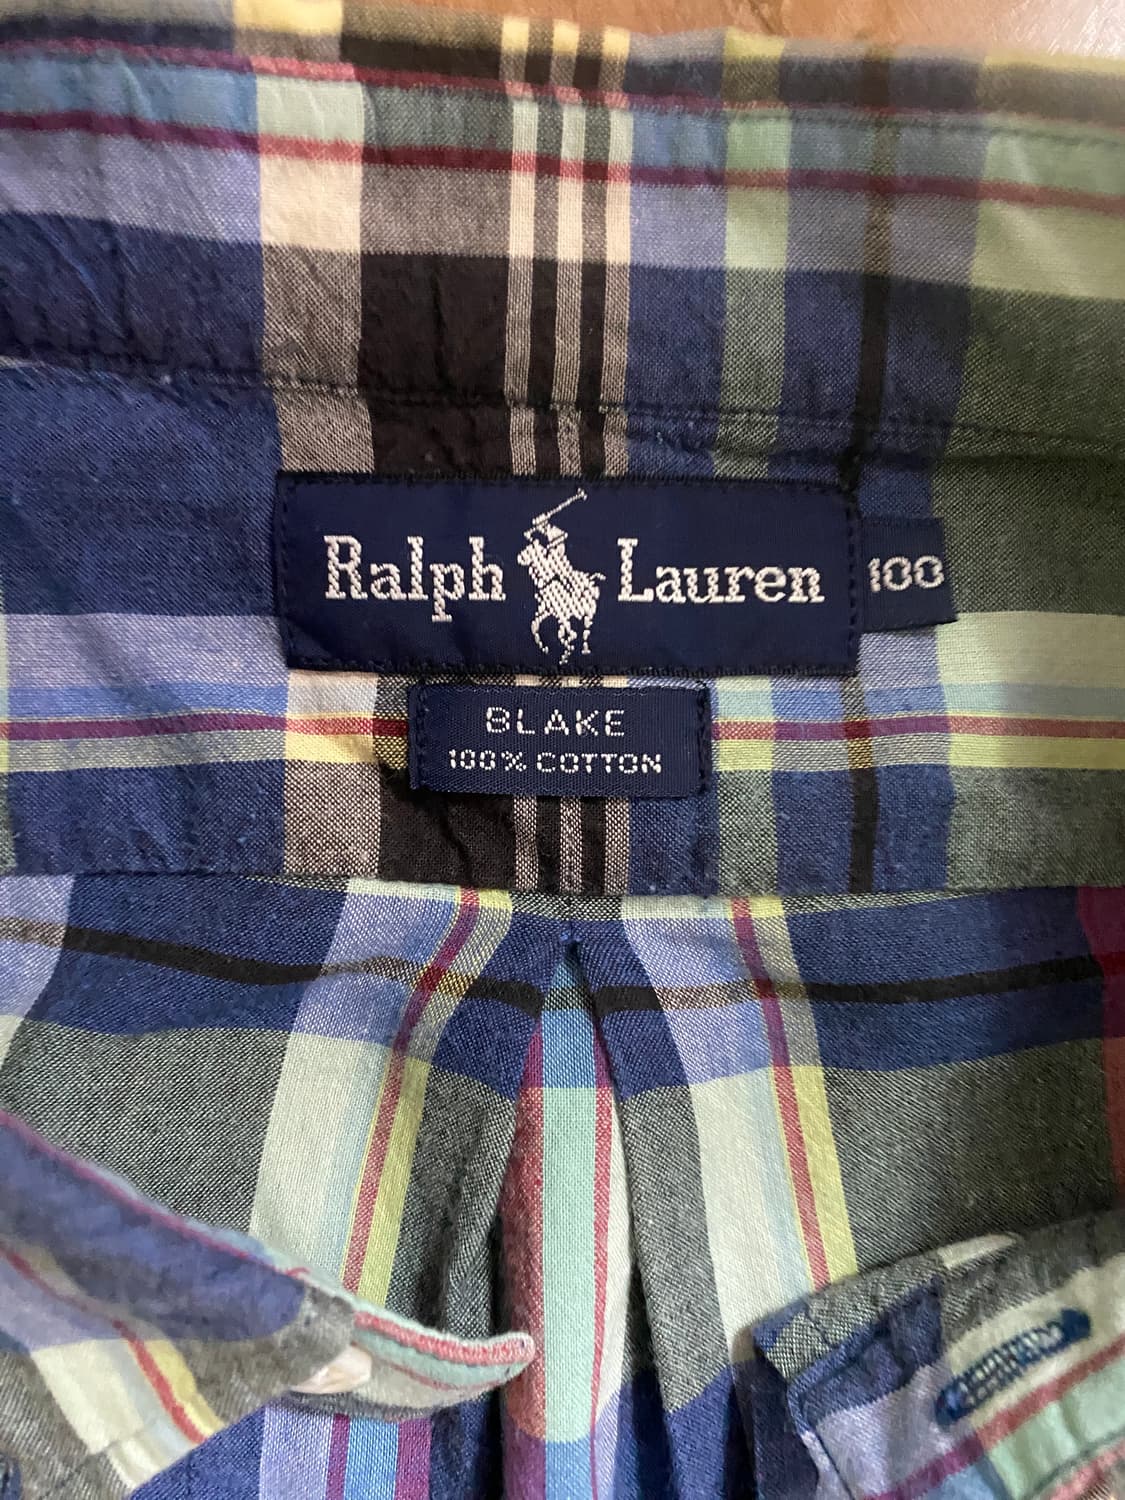 Ralph Lauren
100
BLAKE
100% COTTON